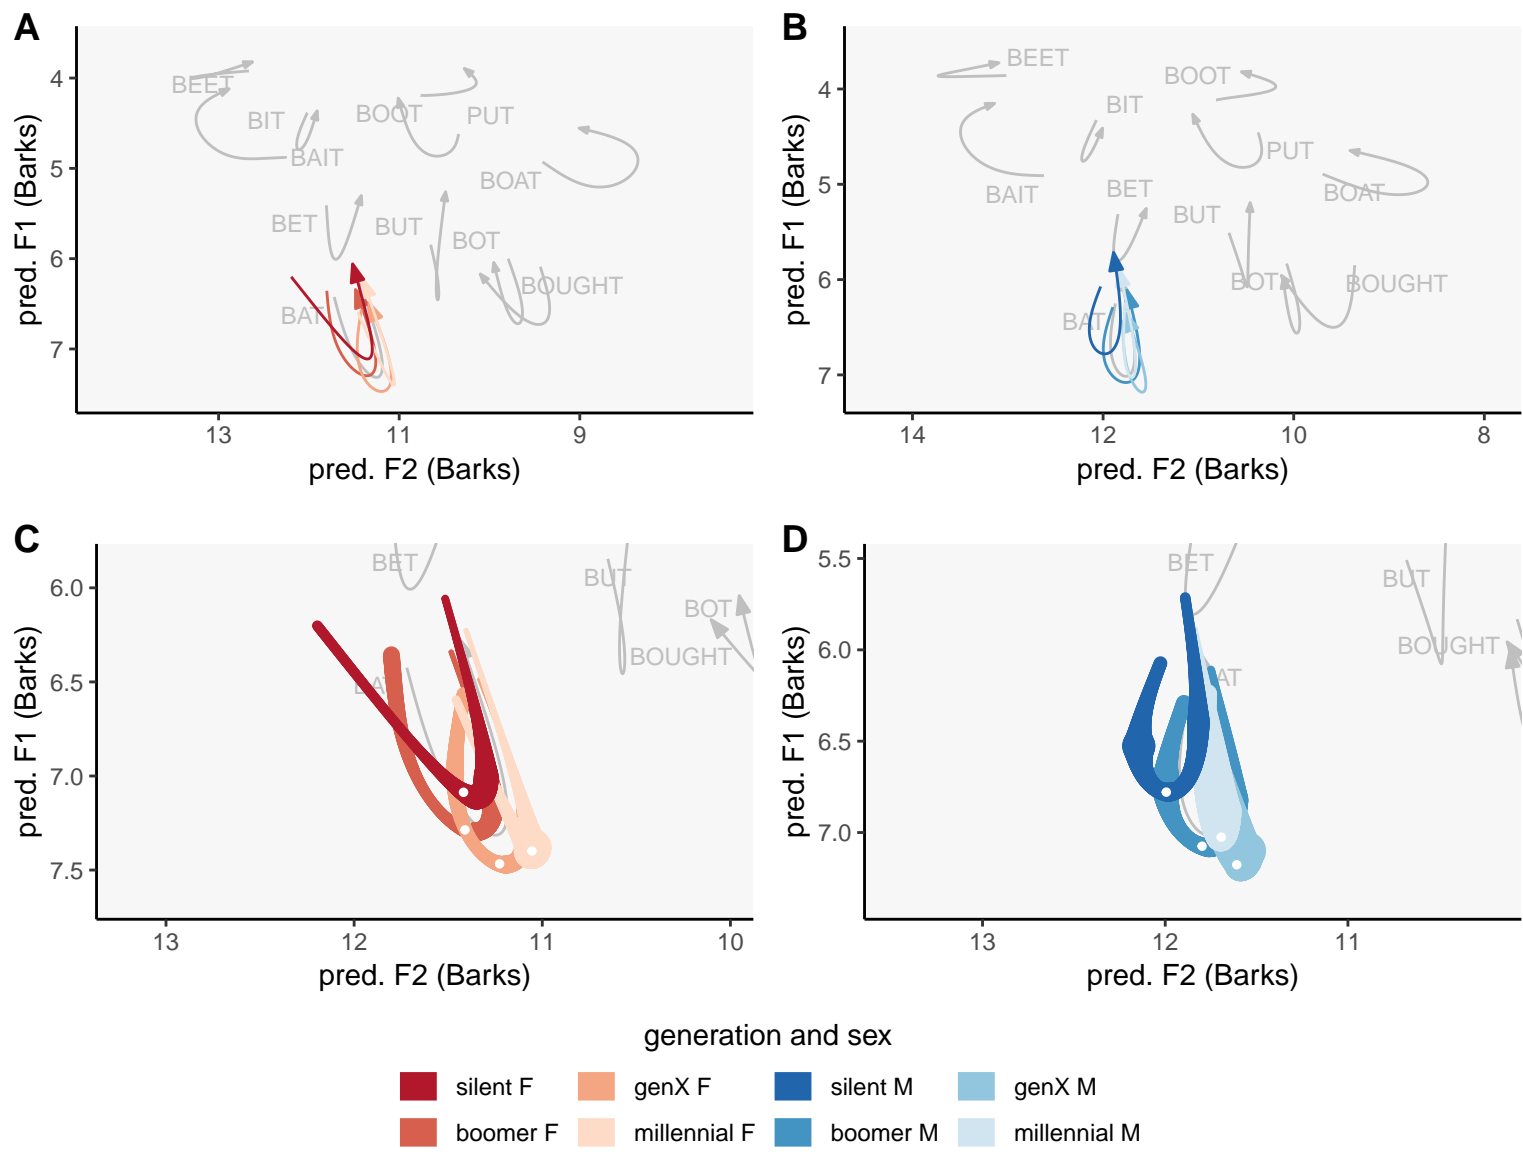 A
pred. F1 (Barks)
4
5
6
7
BEET
BIT
BAIT
BOOT
PUT
BOAT
BET
BUT
BOT
BOUGHT
BAT
13
11
9
pred. F2 (Barks)
B
pred. F1 (Barks)
4
5
6
7
BEET
BOOT
BIT
PUT
BAIT
BET
BOAT
BUT
BOT
BOUGHT
BAT
14
12
10
8
pred. F2 (Barks)
C
pred. F1 (Barks)
6.0
6.5
7.0
7.5
BET
BUT
BOT
BOUGHT
BAT
13
12
11
10
pred. F2 (Barks)
D
pred. F1 (Barks)
5.5
6.0
6.5
7.0
BET
BUT
BOUGHT
AT
13
12
11
pred. F2 (Barks)
generation and sex
silent F
genX F
silent M
genX M
boomer F
millennial F
boomer M
millennial M